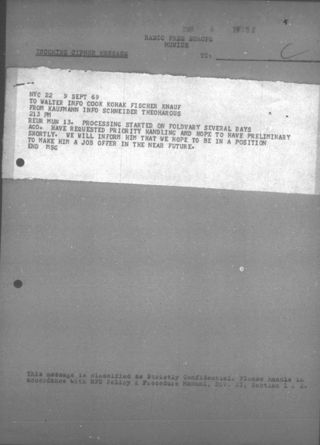 RADIO FREE EUROPE
MUNICH
INCOMING CIPHER MESSAGE
TO:
NYC 22 9 SEPT 69
TO WALTER INFO COOK KORAK FISCHER KNAUF
FROM KAUFMANN INFO SCHNEIDER THEOHAROUS
213 PM
REUR MUN 13. PROCESSING STARTED ON FOLDVARY SEVERAL DAYS
AGO. HAVE REQUESTED PRIORITY HANDLING AND HOPE TO HAVE PRELIMINARY
SHORTLY. WE WILL INFORM HIM THAT WE HOPE TO BE IN A POSITION
TO MAKE HIM A JOB OFFER IN THE NEAR FUTURE.
END MSG
This message is classified as Strictly Confidential. Please handle in
accordance with RFE Policy & Procedure Manual, Section